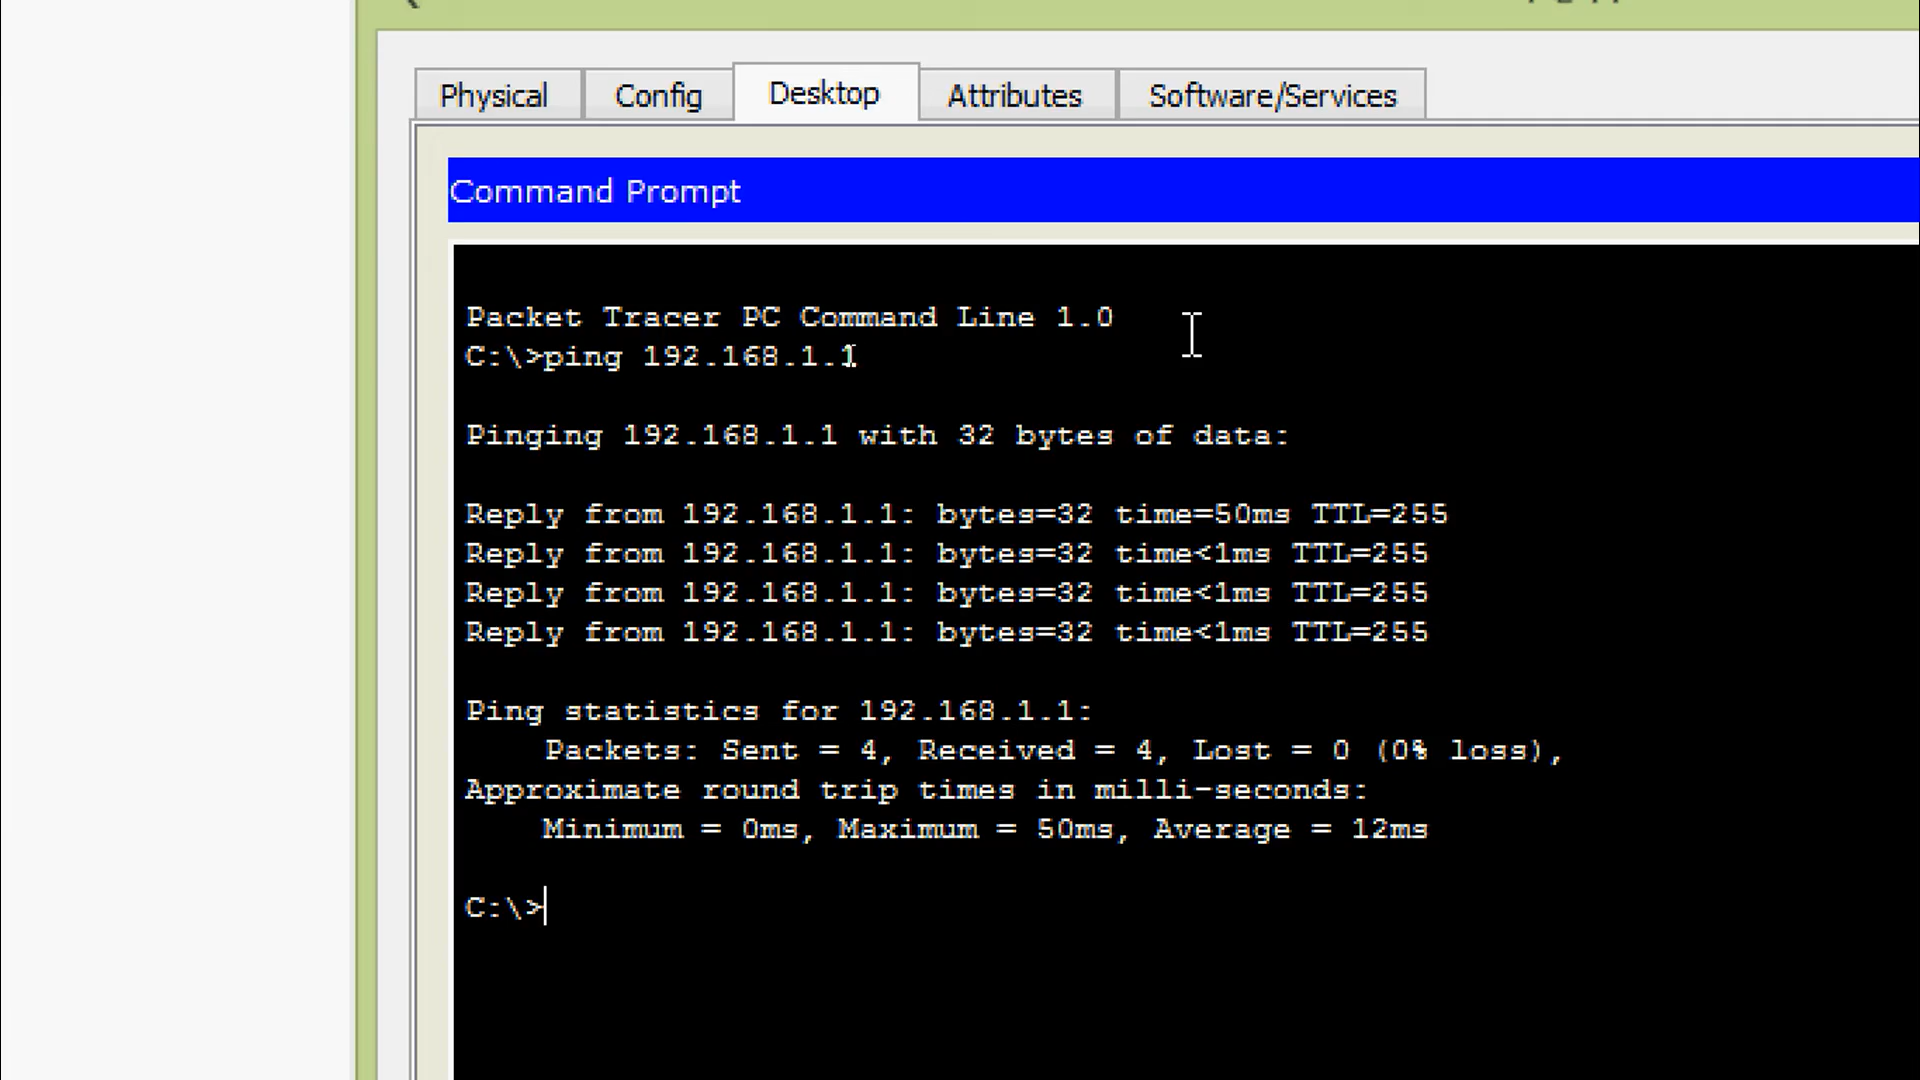 Physical Config Desktop Attributes Software/Services
Command Prompt
Packet Tracer PC Command Line 1.0
C:\>ping 192.168.1.1
Pinging 192.168.1.1 with 32 bytes of data:
Reply from 192.168.1.1: bytes=32 time=50ms TTL=255
Reply from 192.168.1.1: bytes=32 time<1ms TTL=255
Reply from 192.168.1.1: bytes=32 time<1ms TTL=255
Reply from 192.168.1.1: bytes=32 time<1ms TTL=255
Ping statistics for 192.168.1.1:
Packets: Sent = 4, Received = 4, Lost = 0 (0% loss),
Approximate round trip times in milli-seconds:
Minimum = 0ms, Maximum = 50ms, Average = 12ms
C:\>